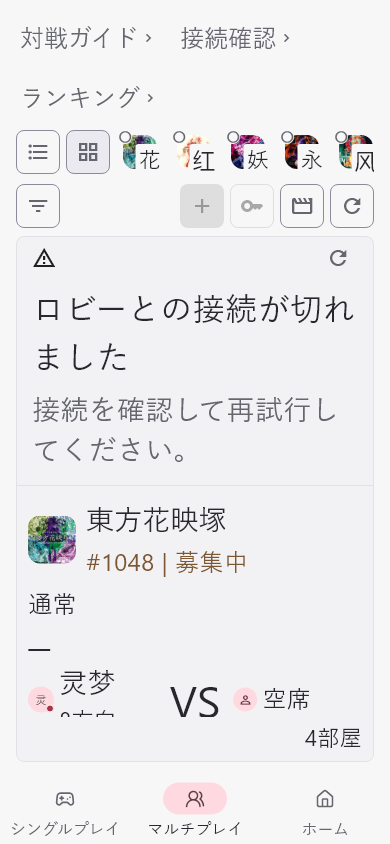 対戦ガイド
接続確認
ランキング
花
红
妖
永
风
ロビーとの接続が切れ
ました
接続を確認して再試行し
てください。
東方花映塚
#1048 | 募集中
通常
—
灵
灵梦
VS
空席
4部屋
シングルプレイ
マルチプレイ
ホーム